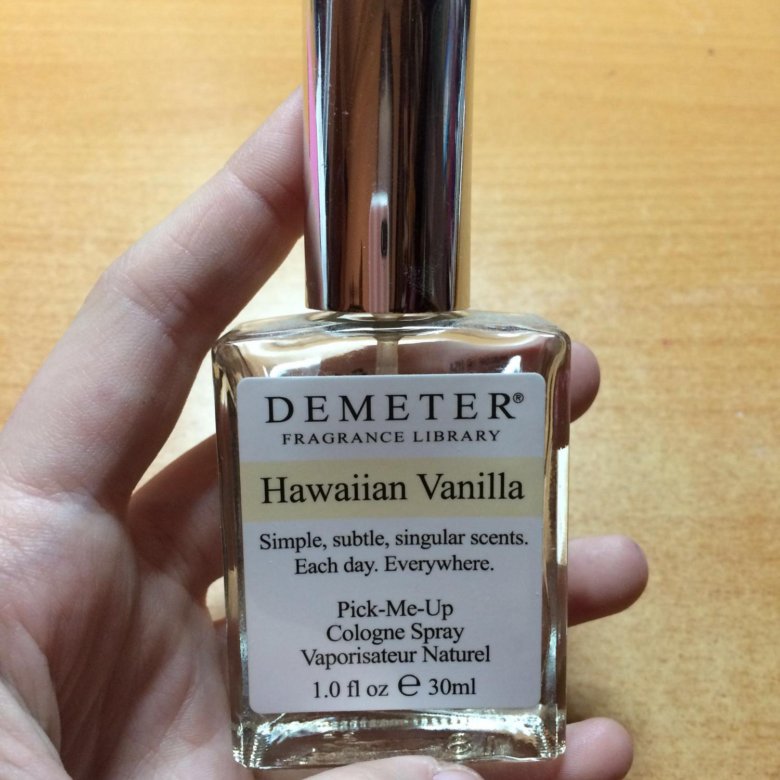 DEMETER®
FRAGRANCE LIBRARY
Hawaiian Vanilla
Simple, subtle, singular scents.
Each day. Everywhere.
Pick-Me-Up
Cologne Spray
Vaporisateur Naturel
1.0 fl oz ℮ 30ml